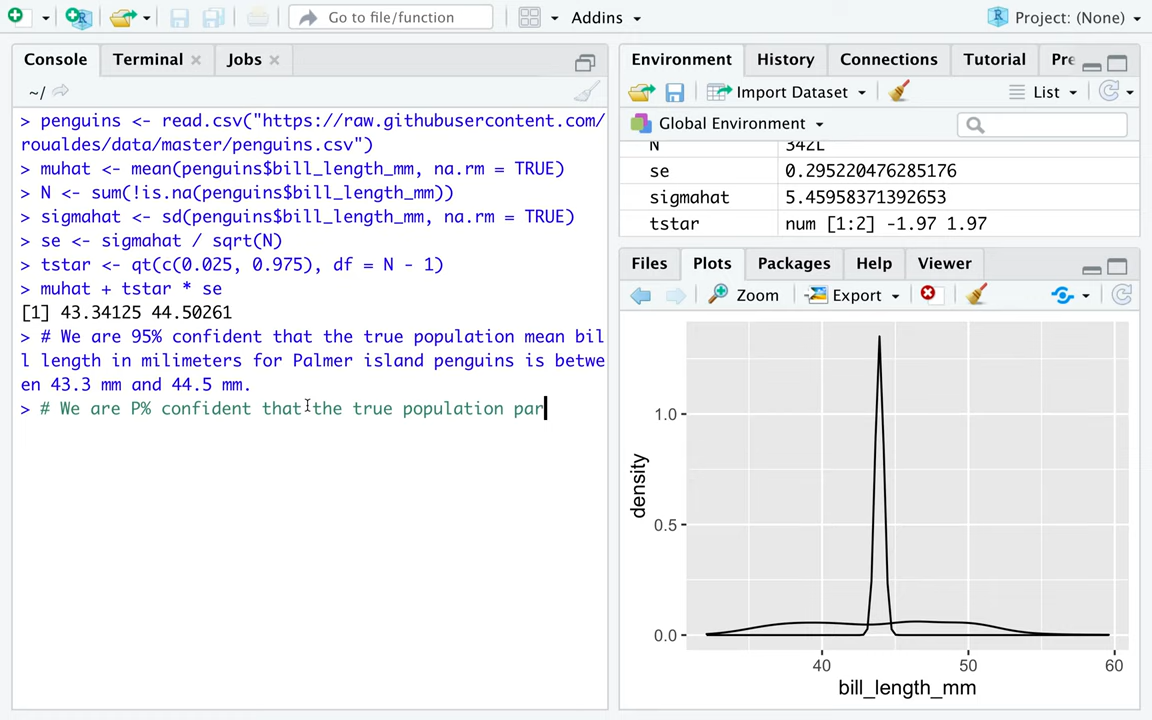 Go to file/function
Addins
Project: (None)
Console
Terminal
Jobs
~/
> penguins <- read.csv("https://raw.githubusercontent.com/
roualdes/data/master/penguins.csv")
> muhat <- mean(penguins$bill_length_mm, na.rm = TRUE)
> N <- sum(!is.na(penguins$bill_length_mm))
> sigmahat <- sd(penguins$bill_length_mm, na.rm = TRUE)
> se <- sigmahat / sqrt(N)
> tstar <- qt(c(0.025, 0.975), df = N - 1)
> muhat + tstar * se
[1] 43.34125 44.50261
> # We are 95% confident that the true population mean bil
l length in milimeters for Palmer island penguins is betwe
en 43.3 mm and 44.5 mm.
> # We are P% confident that the true population par
Environment
History
Connections
Tutorial
Pre
Import Dataset
List
Global Environment
N 342L
se 0.295220476285176
sigmahat 5.45958371392653
tstar num [1:2] -1.97 1.97
Files
Plots
Packages
Help
Viewer
Zoom
Export
1.0
0.5
0.0
density
40 50 60
bill_length_mm